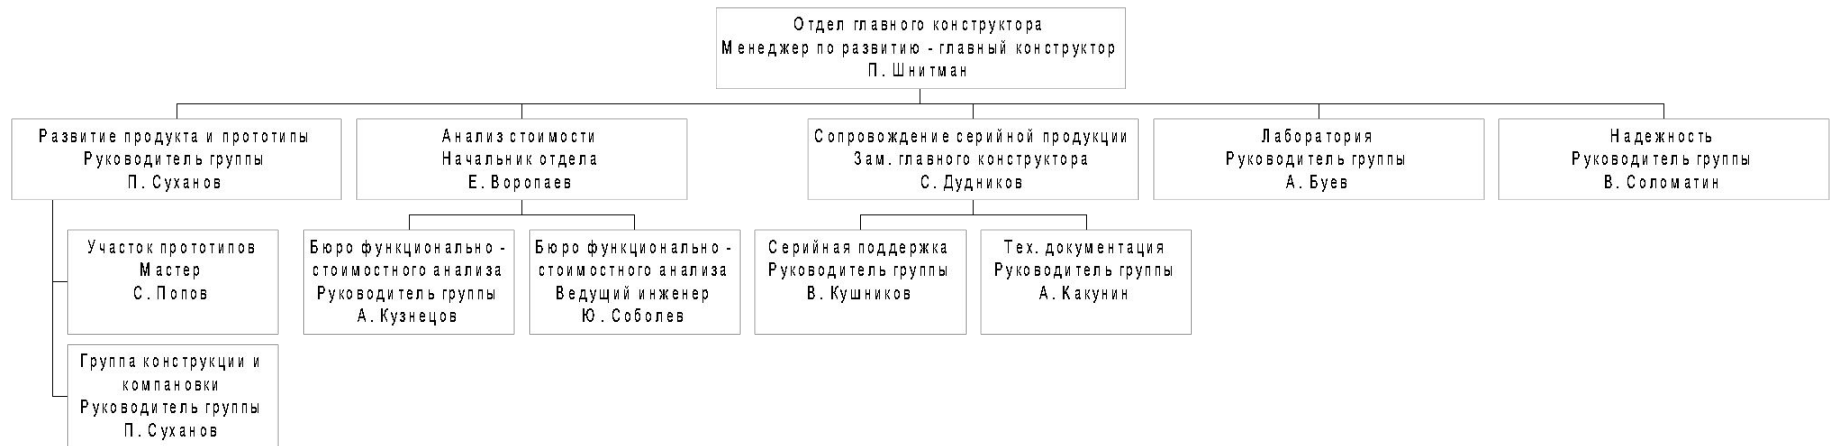 Отдел главного конструктора
Менеджер по развитию - главный конструктор
П. Шнитман
Развитие продукта и прототипы
Руководитель группы
П. Суханов
Анализ стоимости
Начальник отдела
Е. Воропаев
Сопровождение серийной продукции
Зам. главного конструктора
С. Дудников
Лаборатория
Руководитель группы
А. Буев
Надежность
Руководитель группы
В. Соломатин
Участок прототипов
Мастер
С. Попов
Бюро функционально -
стоимостного анализа
Руководитель группы
А. Кузнецов
Бюро функционально -
стоимостного анализа
Ведущий инженер
Ю. Соболев
Серийная поддержка
Руководитель группы
В. Кушников
Тех. документация
Руководитель группы
А. Какунин
Группа конструкции и
компановки
Руководитель группы
П. Суханов